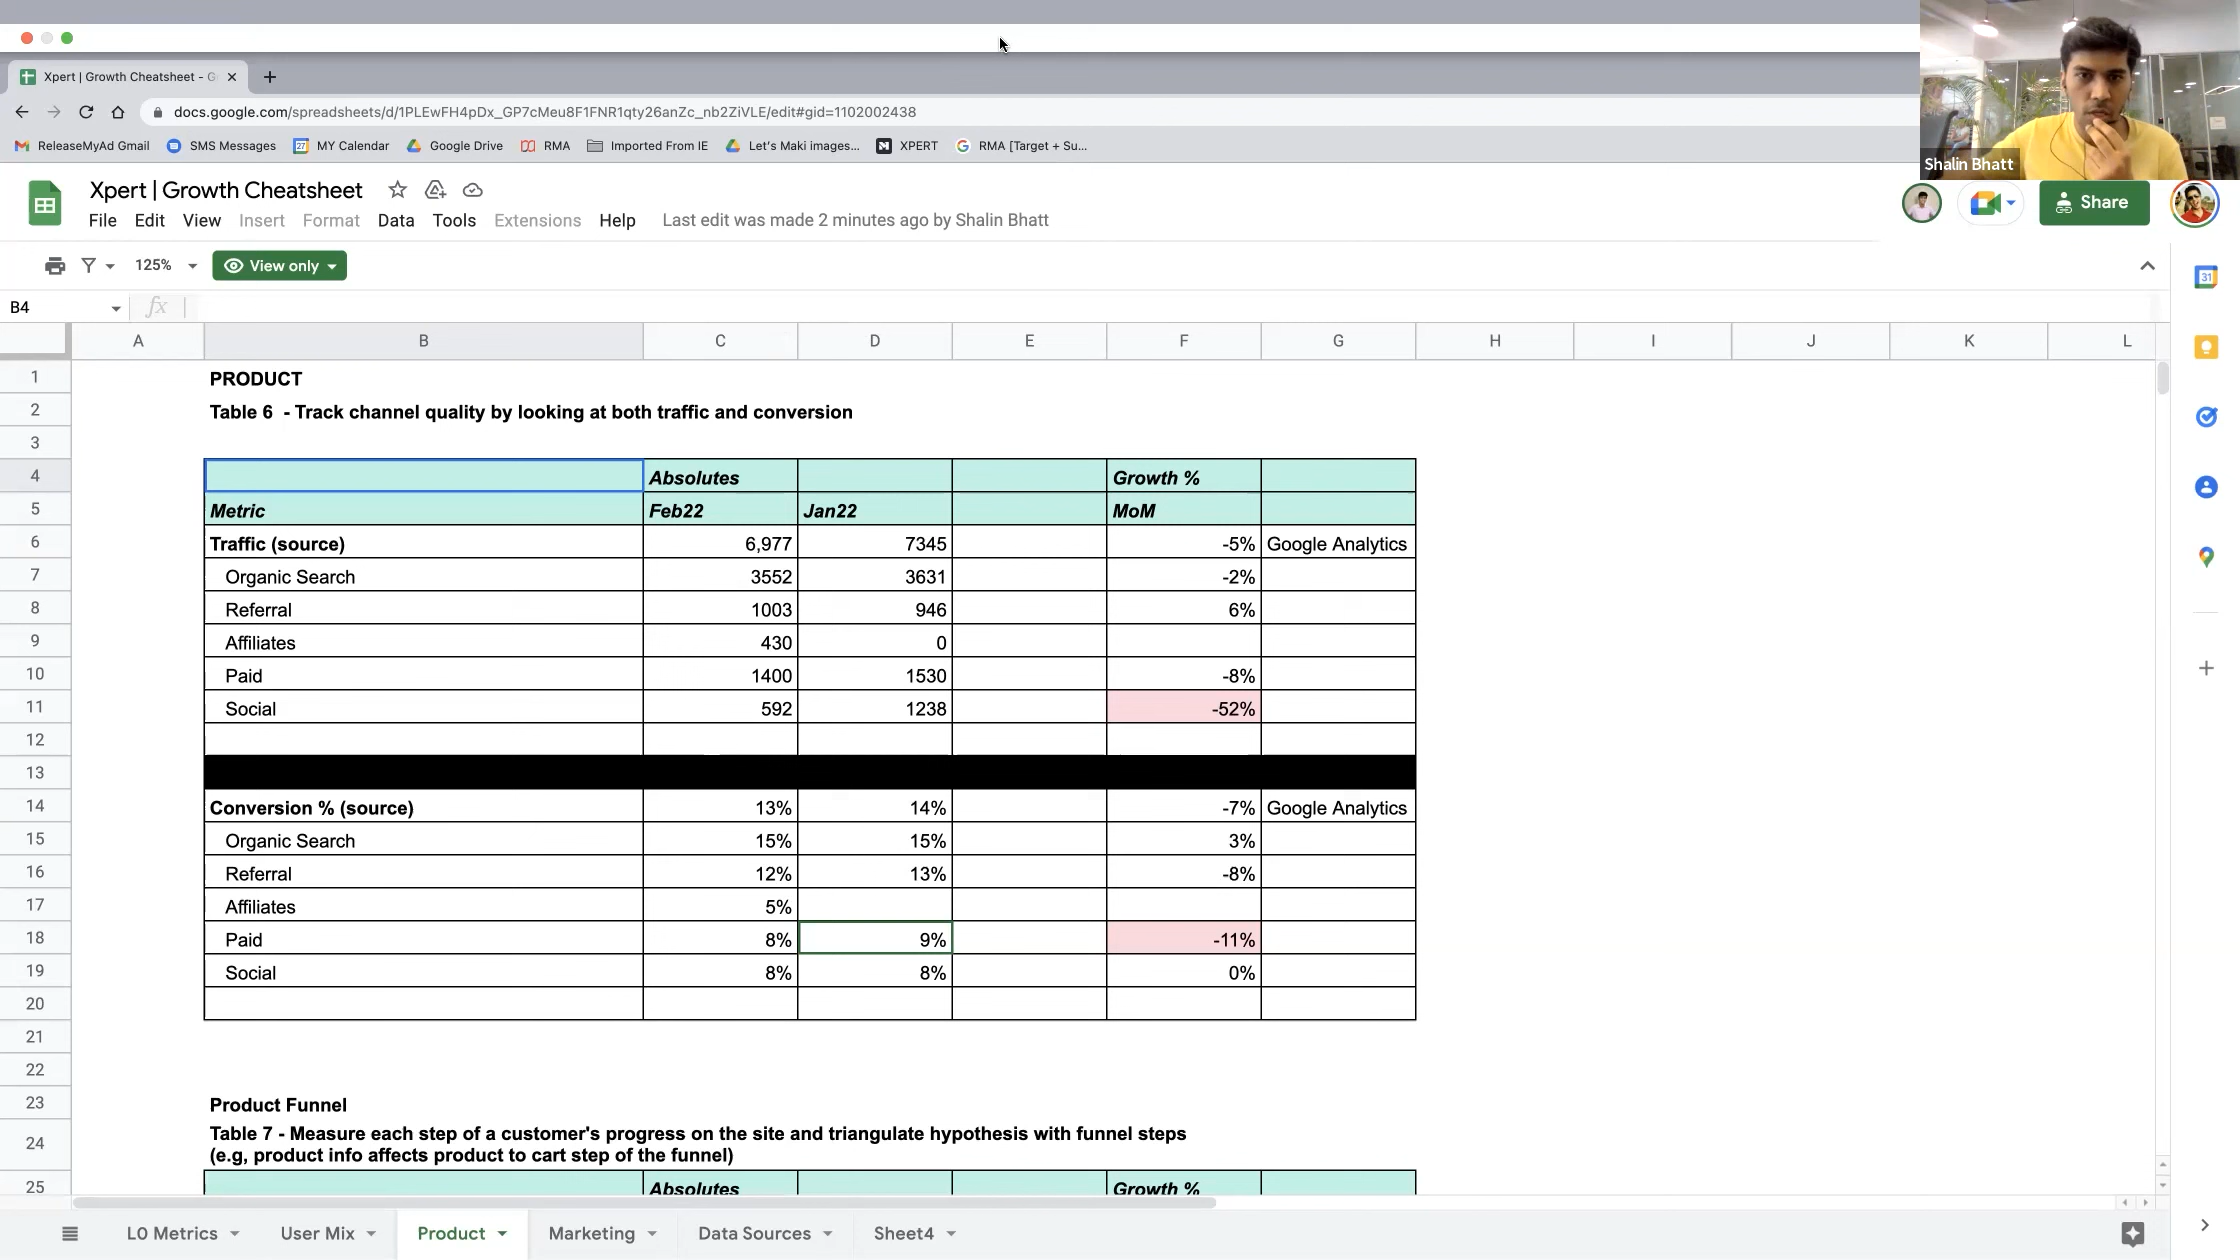 Xpert | Growth Cheatsheet - G
docs.google.com/spreadsheets/d/1PLEwFH4pDx_GP7cMeu8F1FNR1qty26anZc_nb2ZiVLE/edit#gid=1102002438
ReleaseMyAd Gmail SMS Messages 27 MY Calendar Google Drive RMA Imported From IE Let's Maki images... XPERT RMA [Target + Su...
Shalin Bhatt
Xpert | Growth Cheatsheet
Share
File Edit View Insert Format Data Tools Extensions Help Last edit was made 2 minutes ago by Shalin Bhatt
125% View only
31
B4 fx
A B C D E F G H I J K L
1 PRODUCT
2 Table 6 - Track channel quality by looking at both traffic and conversion
3
4 Absolutes Growth %
5 Metric Feb22 Jan22 MoM
6 Traffic (source) 6,977 7345 -5% Google Analytics
7 Organic Search 3552 3631 -2%
8 Referral 1003 946 6%
9 Affiliates 430 0
10 Paid 1400 1530 -8%
11 Social 592 1238 -52%
12
13
14 Conversion % (source) 13% 14% -7% Google Analytics
15 Organic Search 15% 15% 3%
16 Referral 12% 13% -8%
17 Affiliates 5%
18 Paid 8% 9% -11%
19 Social 8% 8% 0%
20
21
22
23 Product Funnel
24 Table 7 - Measure each step of a customer's progress on the site and triangulate hypothesis with funnel steps
(e.g, product info affects product to cart step of the funnel)
25 Absolutes Growth %
L0 Metrics User Mix Product Marketing Data Sources Sheet4